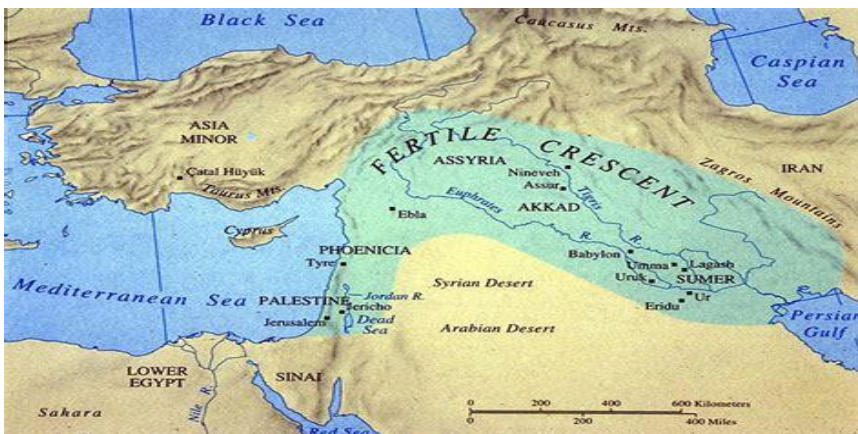 Black Sea
Caucasus Mts.
Caspian
Sea
ASIA
MINOR
Çatal Hüyük
Taurus Mts.
FERTILE CRESCENT
ASSYRIA
Nineveh
Assar
AKKAD
Tigris R.
Euphrates R.
Zagros Mountains
IRAN
Ebla
Cyprus
PHOENICIA
Tyre
Mediterranean Sea
PALESTINE
Jordan R.
Jericho
Jerusalem
Dead
Sea
Syrian Desert
Arabian Desert
Babylon
Umma
Lagash
Uruk
SUMER
Ur
Eridu
Persian
Gulf
LOWER
EGYPT
SINAI
Nile R.
Sahara
Red Sea
0 200 400 600 Kilometers
0 200 400 Miles